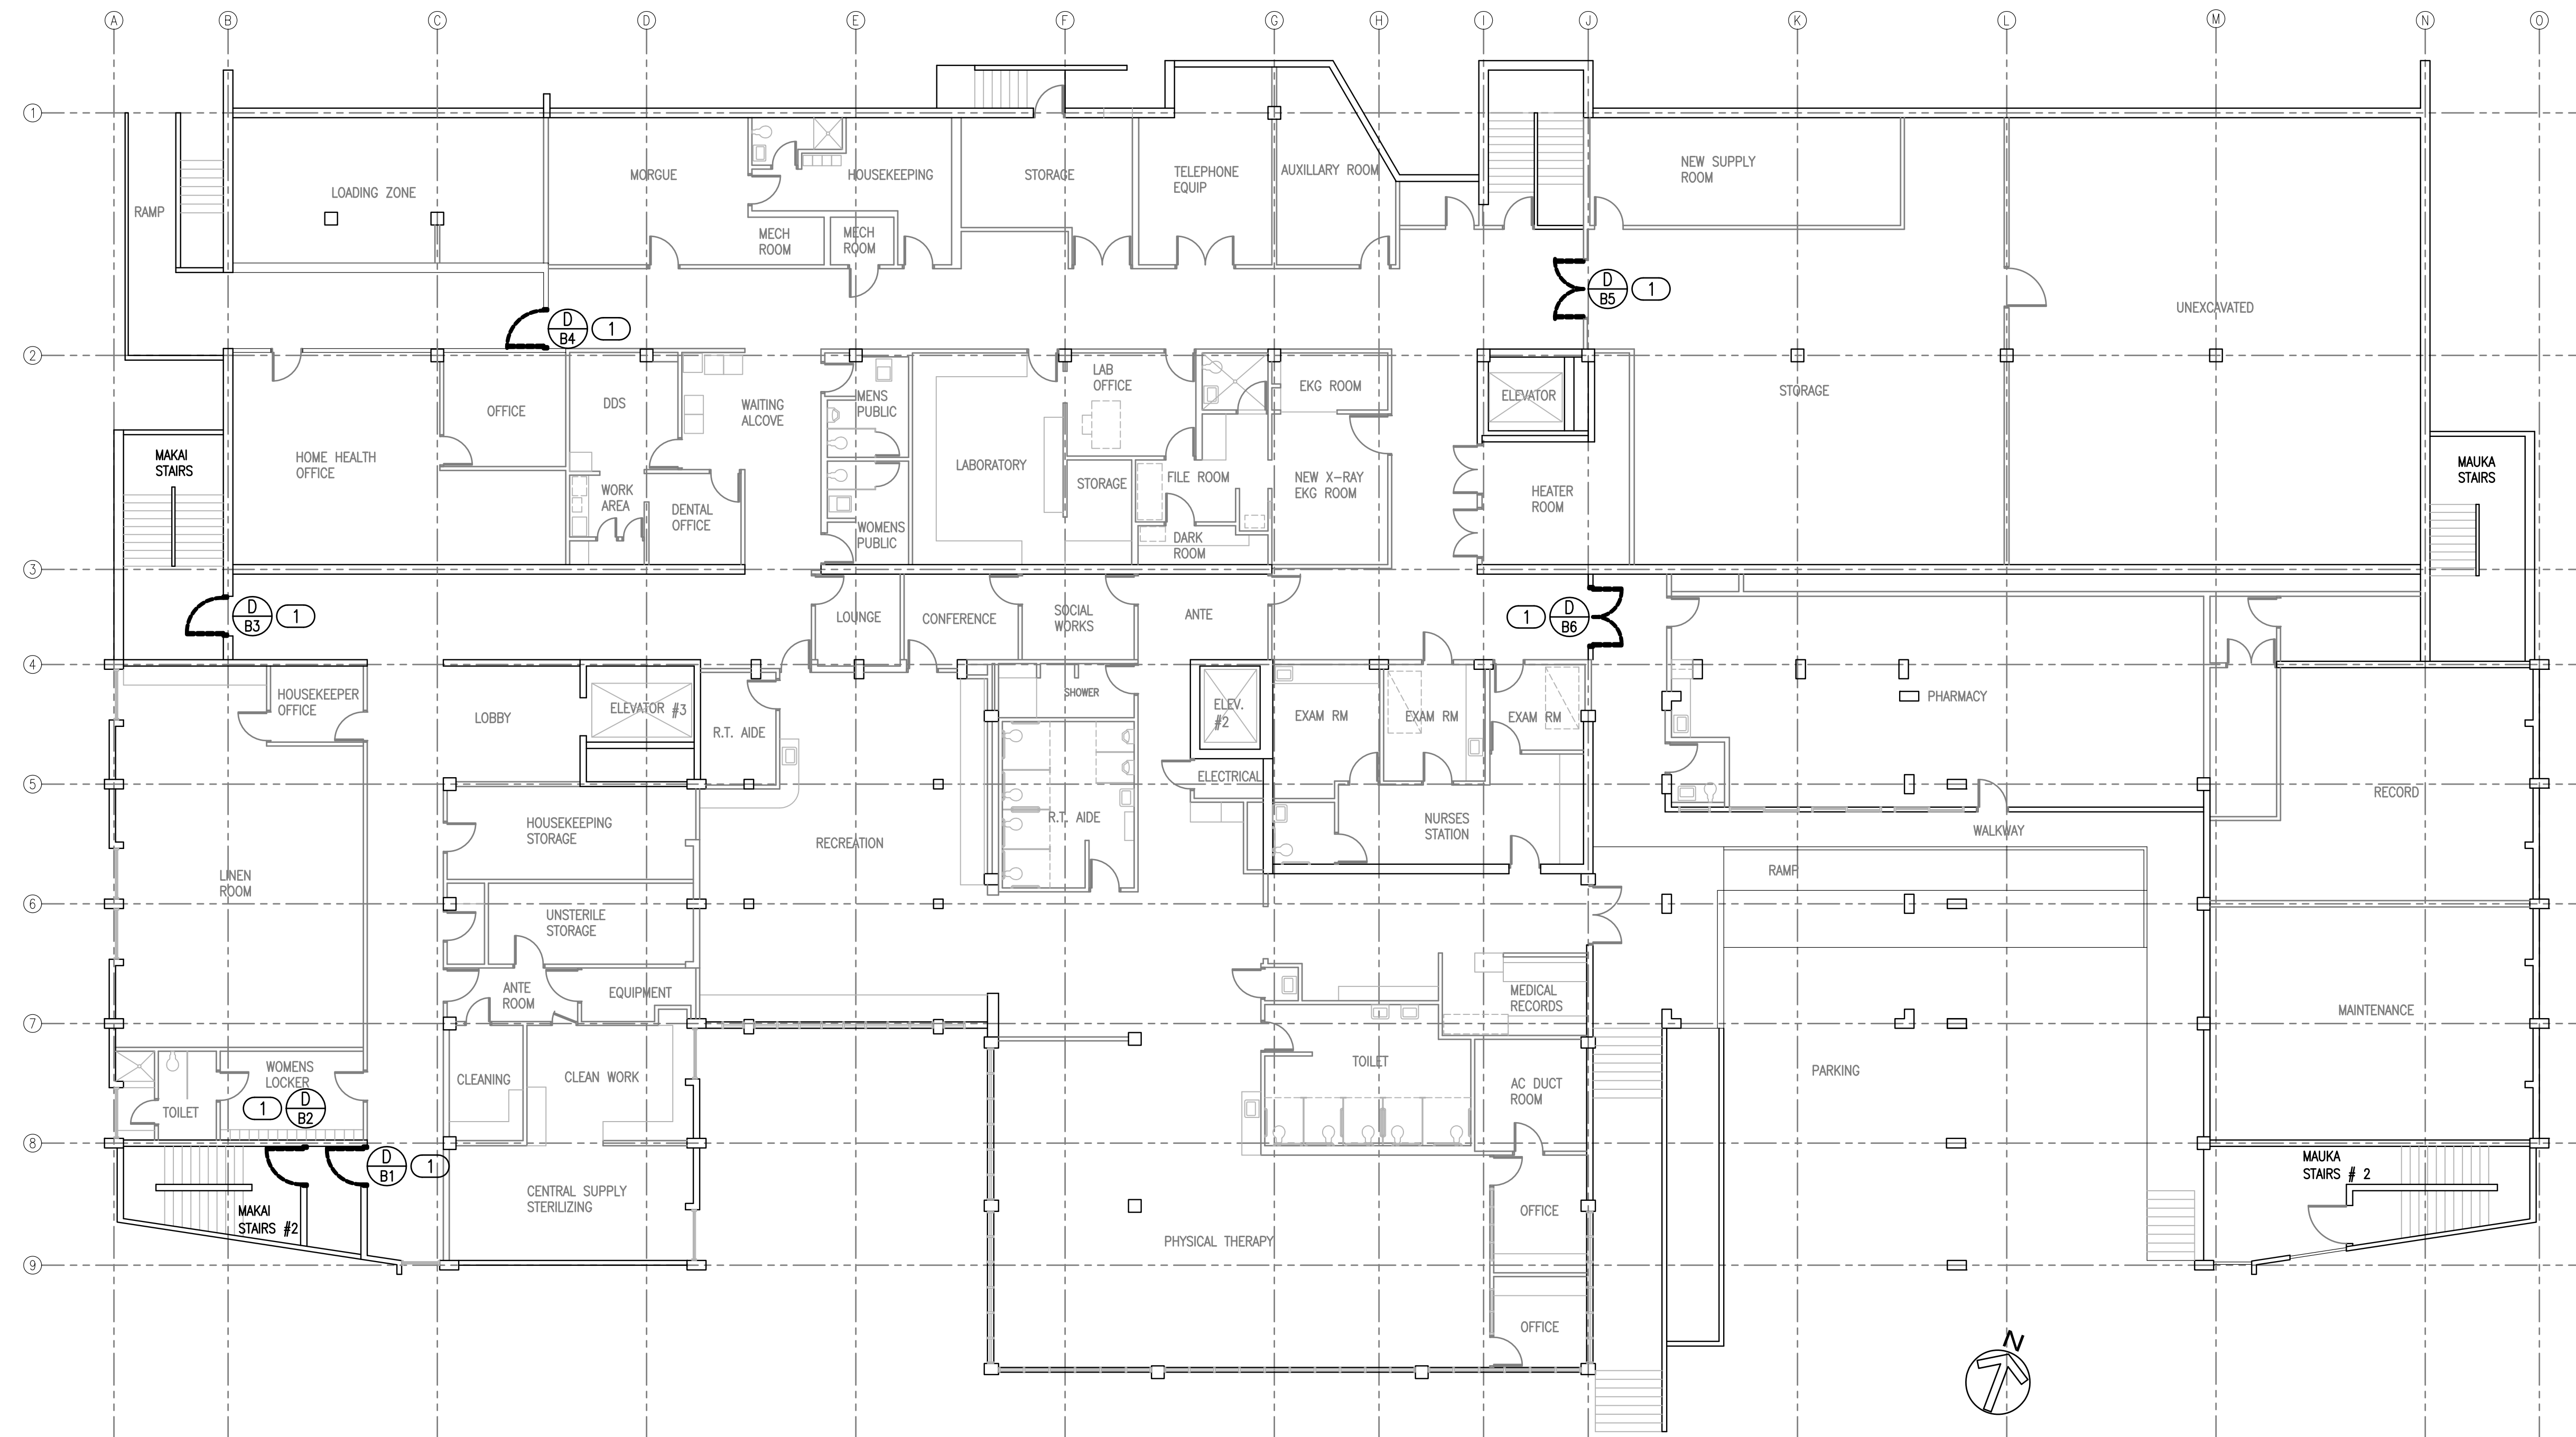 A B C D E F G H I J K L M N O
1
RAMP
LOADING ZONE
MORGUE
HOUSEKEEPING
STORAGE
TELEPHONE
EQUIP
AUXILLARY ROOM
NEW SUPPLY
ROOM
MECH
ROOM
MECH
ROOM
D
B4
1
D
B5
1
UNEXCAVATED
2
OFFICE
DDS
WAITING
ALCOVE
MENS
PUBLIC
LAB
OFFICE
EKG ROOM
ELEVATOR
STORAGE
MAKAI
STAIRS
HOME HEALTH
OFFICE
WORK
AREA
DENTAL
OFFICE
WOMENS
PUBLIC
LABORATORY
STORAGE
FILE ROOM
DARK
ROOM
NEW X-RAY
EKG ROOM
HEATER
ROOM
MAUKA
STAIRS
3
D
B3
1
LOUNGE
CONFERENCE
SOCIAL
WORKS
ANTE
1
D
B6
4
HOUSEKEEPER
OFFICE
LOBBY
ELEVATOR #3
R.T. AIDE
SHOWER
ELEV.
#2
EXAM RM
EXAM RM
EXAM RM
PHARMACY
5
ELECTRICAL
RECORD
HOUSEKEEPING
STORAGE
RECREATION
R.T. AIDE
NURSES
STATION
WALKWAY
LINEN
ROOM
RAMP
6
UNSTERILE
STORAGE
ANTE
ROOM
EQUIPMENT
MEDICAL
RECORDS
MAINTENANCE
7
WOMENS
LOCKER
CLEANING
CLEAN WORK
TOILET
AC DUCT
ROOM
PARKING
TOILET
1
D
B2
8
D
B1
1
MAKAI
STAIRS #2
CENTRAL SUPPLY
STERILIZING
OFFICE
MAUKA
STAIRS # 2
PHYSICAL THERAPY
9
OFFICE
N